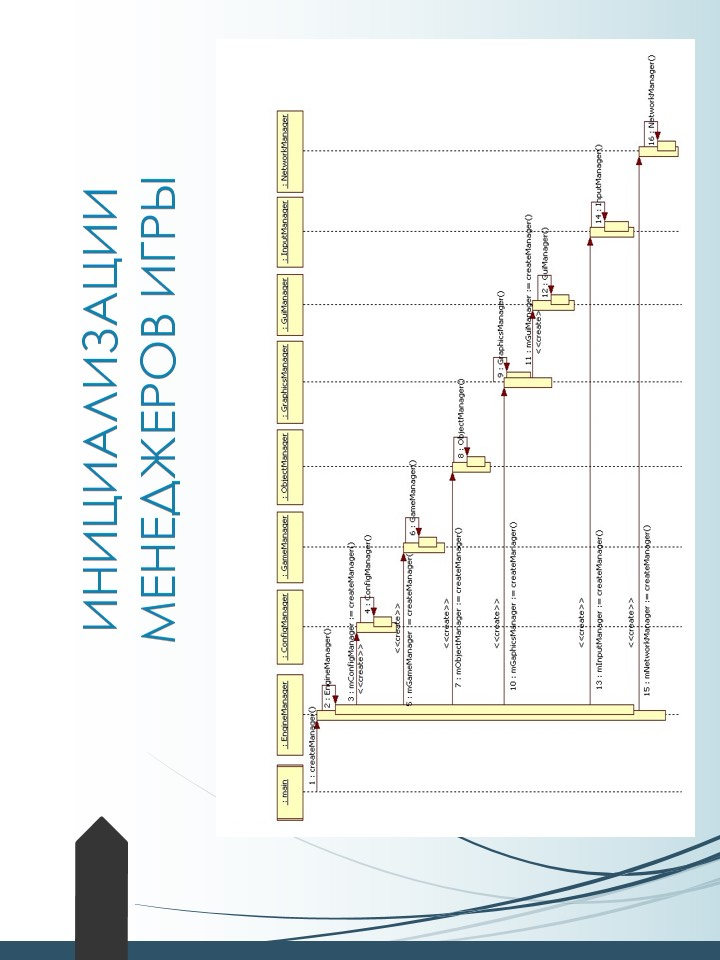 ИНИЦИАЛИЗАЦИИ
МЕНЕДЖЕРОВ ИГРЫ
: main
: EngineManager
: ConfigManager
: GameManager
: ObjectManager
: GraphicsManager
: GuiManager
: InputManager
: NetworkManager
1 : createManager()
2 : EngineManager()
3 : mConfigManager := createManager()
<<create>>
4 : ConfigManager()
<<create>>
5 : mGameManager := createManager()
6 : GameManager()
<<create>>
7 : mObjectManager := createManager()
8 : ObjectManager()
<<create>>
9 : GraphicsManager()
10 : mGaphicsManager := createManager()
11 : mGuiManager := createManager()
<<create>>
12 : GuiManager()
<<create>>
13 : mInputManager := createManager()
14 : InputManager()
<<create>>
15 : mNetworkManager := createManager()
16 : NetworkManager()